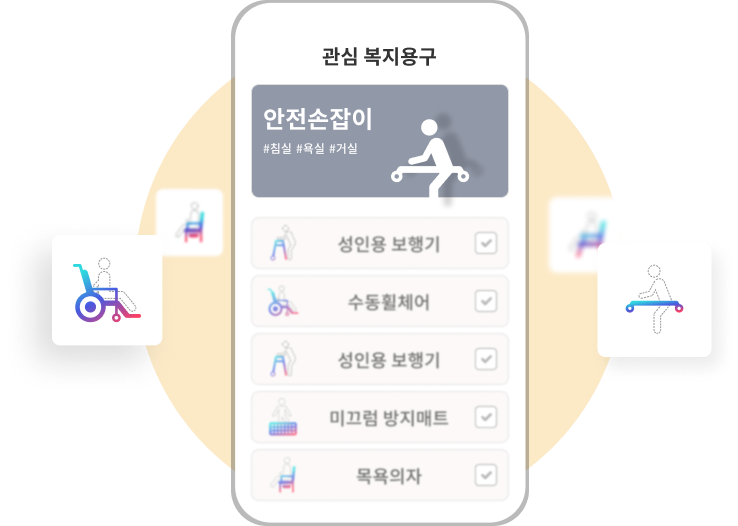 관심 복지용구
안전손잡이
#침실 #욕실 #거실
성인용 보행기
수동휠체어
성인용 보행기
미끄럼 방지매트
목욕의자